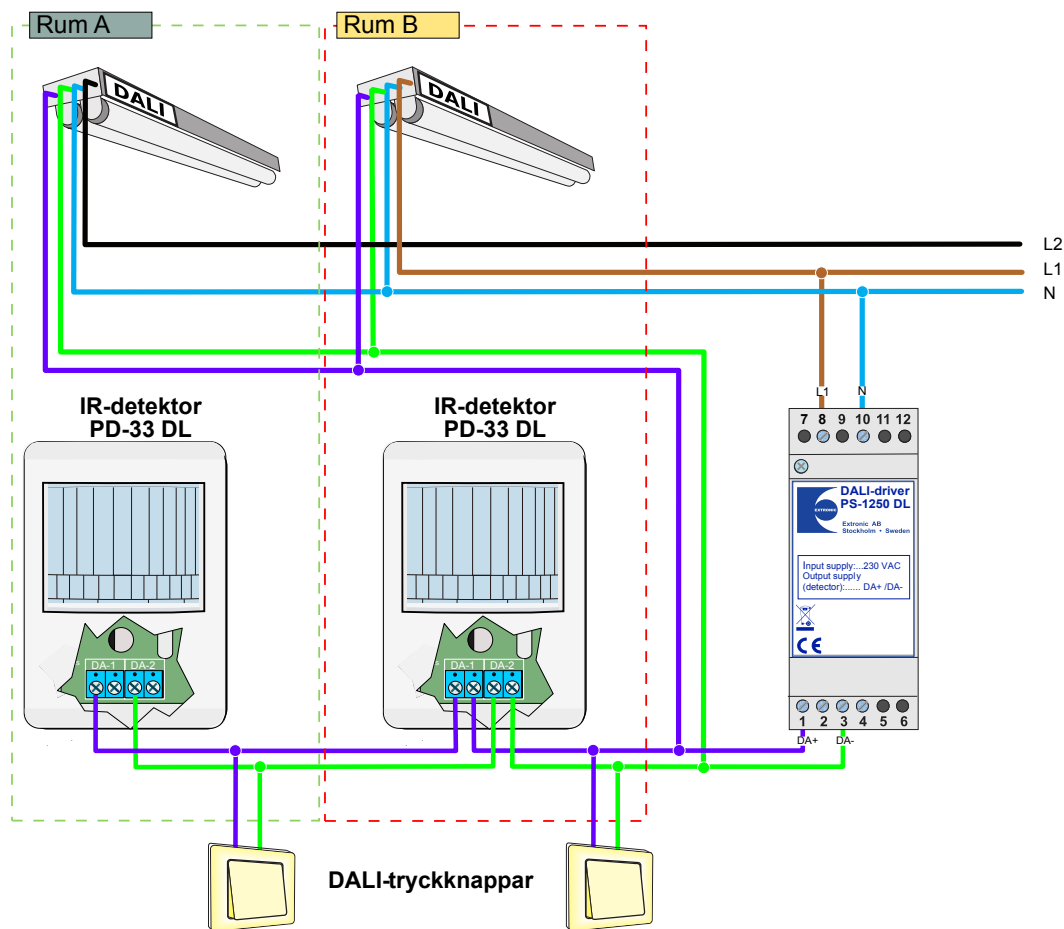 Rum A
Rum B
DALI
DALI
L2
L1
N
L1
N
IR-detektor
PD-33 DL
IR-detektor
PD-33 DL
7 8 9 10 11 12
DALI-driver
PS-1250 DL
EXTRONIC
Extronic AB
Stockholm • Sweden
Input supply:...230 VAC
Output supply
(detector):...... DA+ /DA-
CE
DA-1 DA-2
DA-1 DA-2
1 2 3 4 5 6
DA+ DA-
DALI-tryckknappar